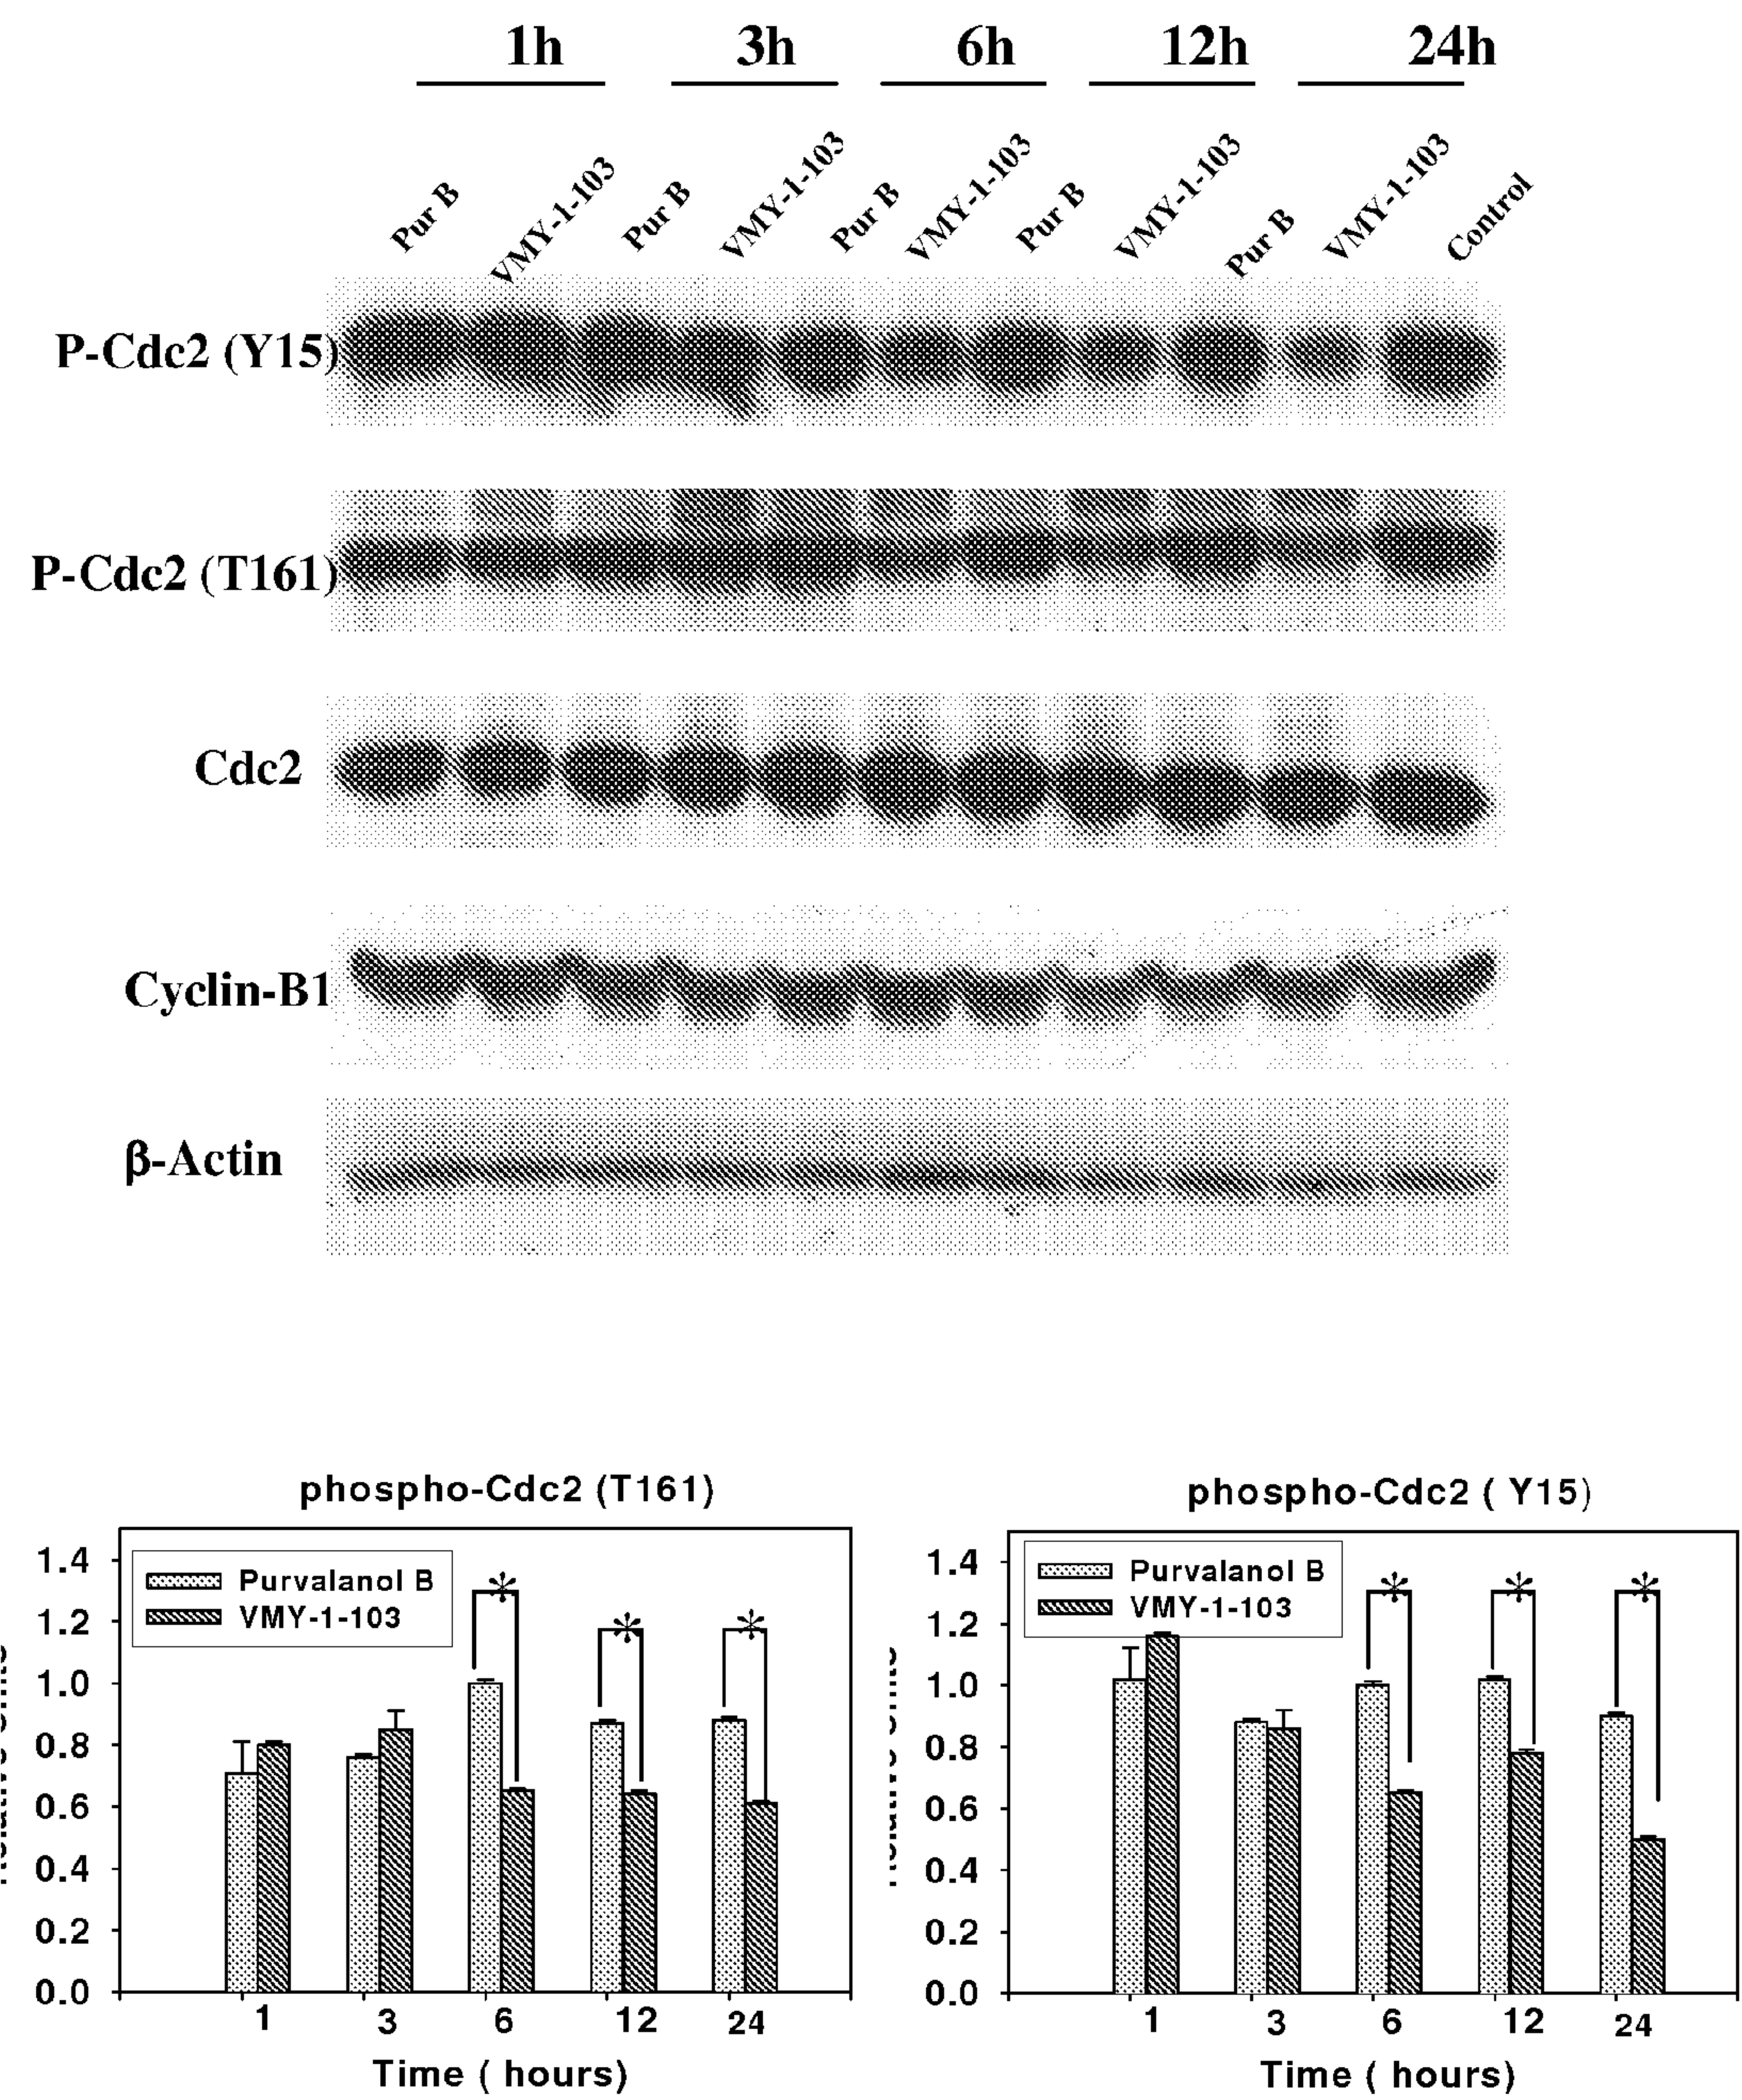 1h 3h 6h 12h 24h
Pur B VMY-1-103 Pur B VMY-1-103 Pur B VMY-1-103 Pur B VMY-1-103 Pur B VMY-1-103 Control
P-Cdc2 (Y15)
P-Cdc2 (T161)
Cdc2
Cyclin-B1
β-Actin
phospho-Cdc2 (T161)
1.4
1.2
1.0
0.8
0.6
0.4
0.2
0.0
Purvalanol B
VMY-1-103
*
*
*
1 3 6 12 24
Time ( hours)
phospho-Cdc2 ( Y15)
1.4
1.2
1.0
0.8
0.6
0.4
0.2
0.0
Purvalanol B
VMY-1-103
* * *
1 3 6 12 24
Time ( hours)